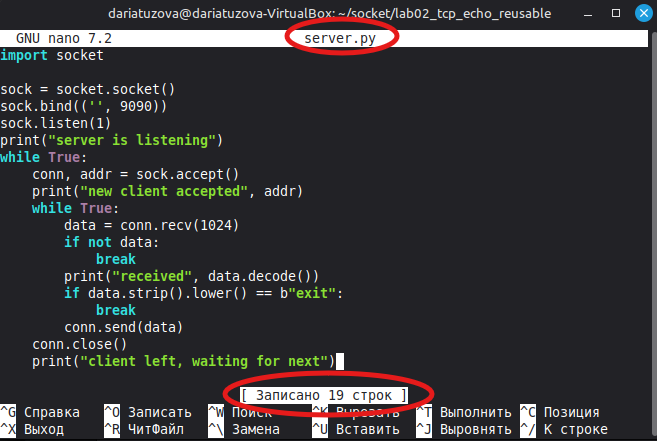 dariatuzova@dariatuzova-VirtualBox: ~/socket/lab02_tcp_echo_reusable
GNU nano 7.2 server.py
import socket

sock = socket.socket()
sock.bind(('', 9090))
sock.listen(1)
print("server is listening")
while True:
    conn, addr = sock.accept()
    print("new client accepted", addr)
    while True:
        data = conn.recv(1024)
        if not data:
            break
        print("received", data.decode())
        if data.strip().lower() == b"exit":
            break
        conn.send(data)
    conn.close()
    print("client left, waiting for next")
[ Записано 19 строк ]
^G Справка ^O Записать ^W Поиск ^K Вырезать ^T Выполнить ^C Позиция
^X Выход ^R ЧитФайл ^\ Замена ^U Вставить ^J Выровнять ^/ К строке